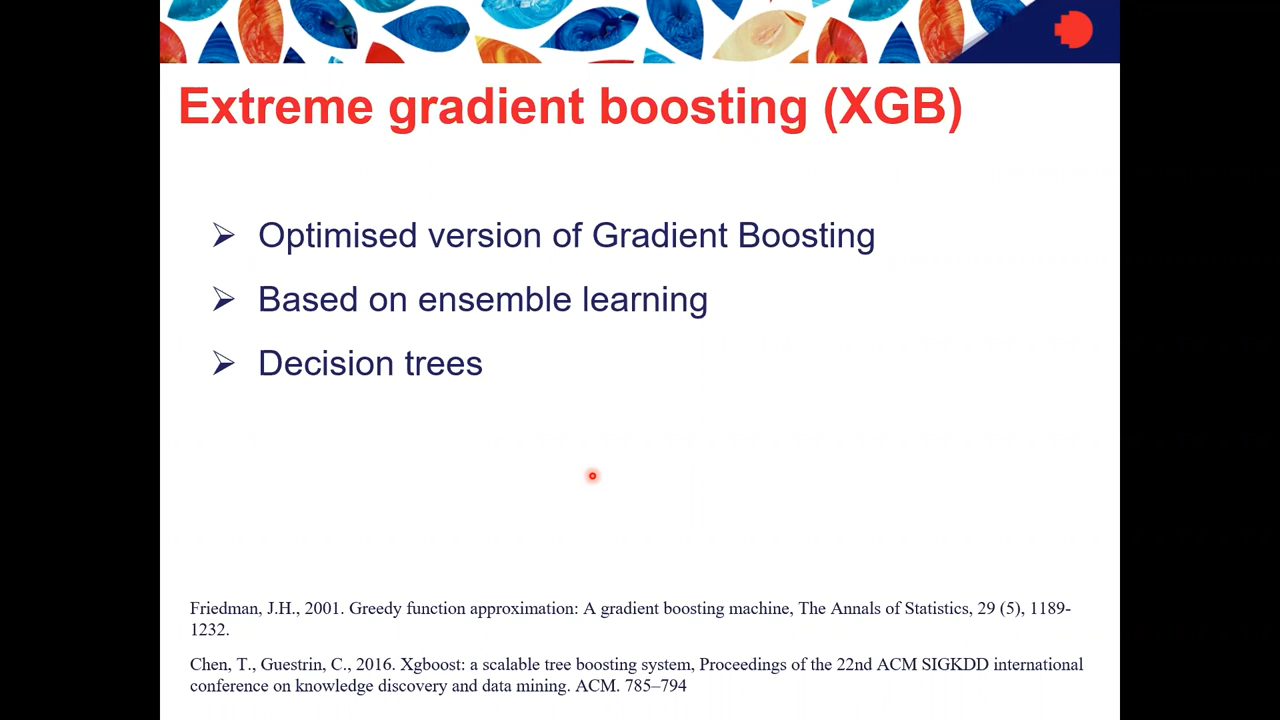 Extreme gradient boosting (XGB)
Optimised version of Gradient Boosting
Based on ensemble learning
Decision trees
Friedman, J.H., 2001. Greedy function approximation: A gradient boosting machine, The Annals of Statistics, 29 (5), 1189-
1232.
Chen, T., Guestrin, C., 2016. Xgboost: a scalable tree boosting system, Proceedings of the 22nd ACM SIGKDD international
conference on knowledge discovery and data mining. ACM. 785–794